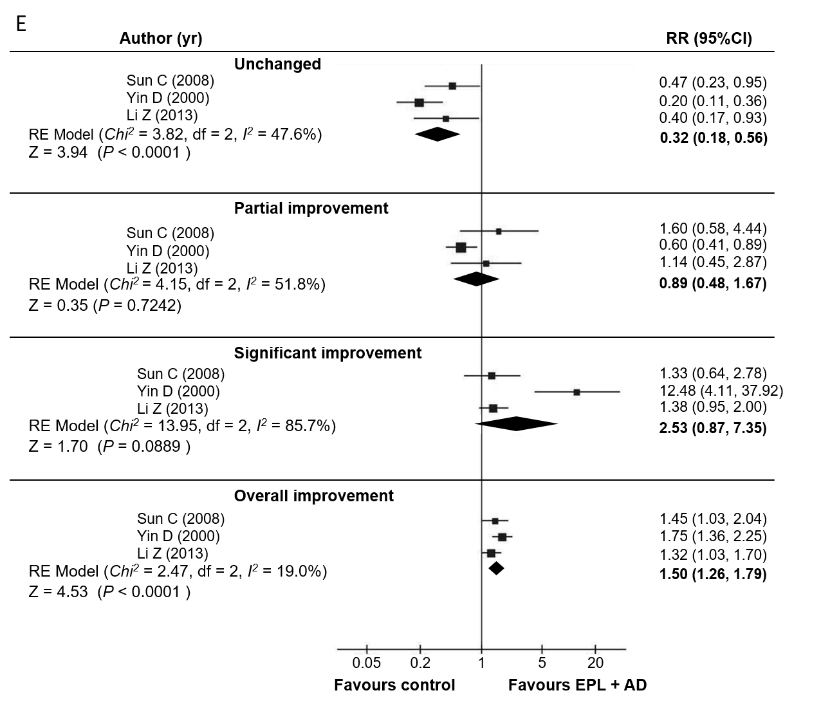 E
Author (yr) RR (95%CI)
Unchanged
Sun C (2008) 0.47 (0.23, 0.95)
Yin D (2000) 0.20 (0.11, 0.36)
Li Z (2013) 0.40 (0.17, 0.93)
RE Model (Chi² = 3.82, df = 2, I² = 47.6%) 0.32 (0.18, 0.56)
Z = 3.94 (P < 0.0001 )
Partial improvement
Sun C (2008) 1.60 (0.58, 4.44)
Yin D (2000) 0.60 (0.41, 0.89)
Li Z (2013) 1.14 (0.45, 2.87)
RE Model (Chi² = 4.15, df = 2, I² = 51.8%) 0.89 (0.48, 1.67)
Z = 0.35 (P = 0.7242)
Significant improvement
Sun C (2008) 1.33 (0.64, 2.78)
Yin D (2000) 12.48 (4.11, 37.92)
Li Z (2013) 1.38 (0.95, 2.00)
RE Model (Chi² = 13.95, df = 2, I² = 85.7%) 2.53 (0.87, 7.35)
Z = 1.70 (P = 0.0889 )
Overall improvement
Sun C (2008) 1.45 (1.03, 2.04)
Yin D (2000) 1.75 (1.36, 2.25)
Li Z (2013) 1.32 (1.03, 1.70)
RE Model (Chi² = 2.47, df = 2, I² = 19.0%) 1.50 (1.26, 1.79)
Z = 4.53 (P < 0.0001 )
0.05 0.2 1 5 20
Favours control Favours EPL + AD